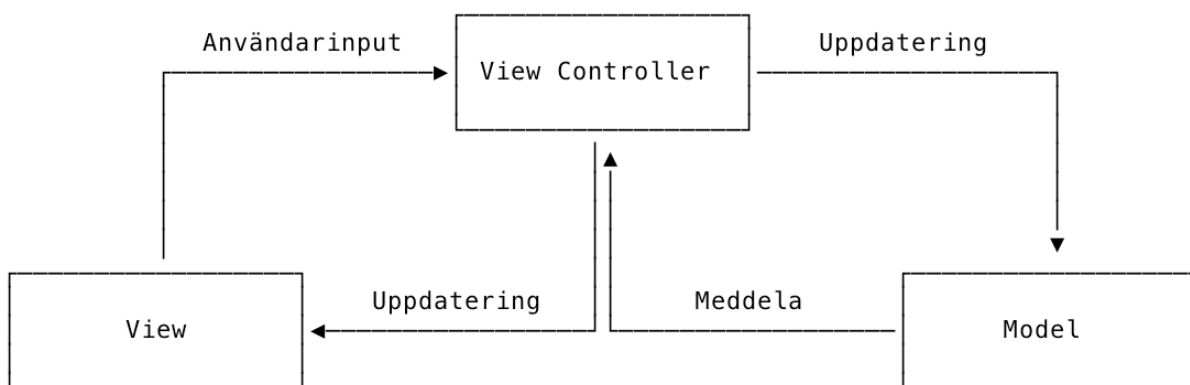 Användarinput
Uppdatering
View Controller
Uppdatering
Meddela
View
Model